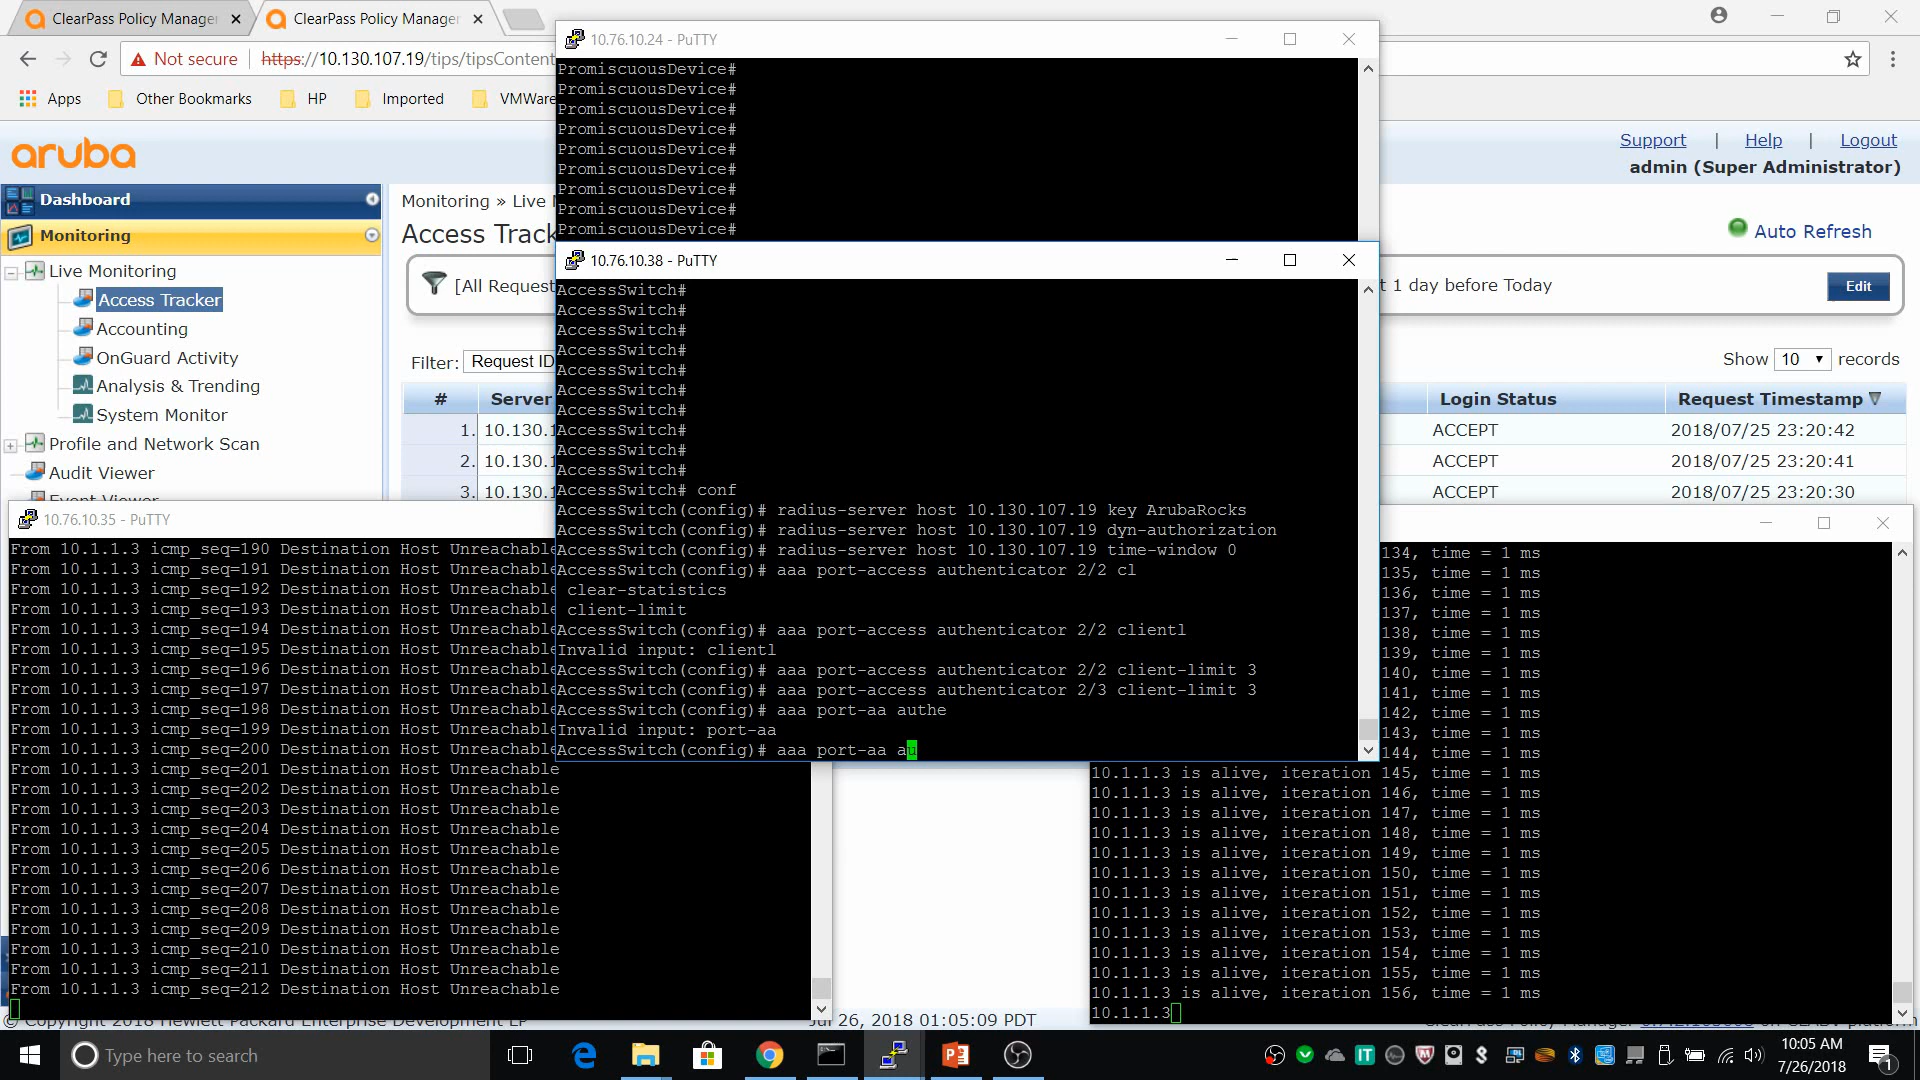 ClearPass Policy Manager
ClearPass Policy Manager
Not secure
https://10.130.107.19/tips/tipsContent
Apps
Other Bookmarks
HP
Imported
VMWare
aruba
Support | Help | Logout
admin (Super Administrator)
Dashboard
Monitoring
Live Monitoring
Access Tracker
Accounting
OnGuard Activity
Analysis & Trending
System Monitor
Profile and Network Scan
Audit Viewer
Event Viewer
Monitoring » Live
Access Track
Auto Refresh
[All Request
t 1 day before Today
Edit
Filter: Request ID
Show 10 records
# Server Login Status Request Timestamp
1. 10.130.1 ACCEPT 2018/07/25 23:20:42
2. 10.130.1 ACCEPT 2018/07/25 23:20:41
3. 10.130.1 ACCEPT 2018/07/25 23:20:30
10.76.10.24 - PuTTY
PromiscuousDevice#
PromiscuousDevice#
PromiscuousDevice#
PromiscuousDevice#
PromiscuousDevice#
PromiscuousDevice#
PromiscuousDevice#
PromiscuousDevice#
PromiscuousDevice#
10.76.10.38 - PuTTY
AccessSwitch#
AccessSwitch#
AccessSwitch#
AccessSwitch#
AccessSwitch#
AccessSwitch#
AccessSwitch#
AccessSwitch#
AccessSwitch#
AccessSwitch#
AccessSwitch# conf
AccessSwitch(config)# radius-server host 10.130.107.19 key ArubaRocks
AccessSwitch(config)# radius-server host 10.130.107.19 dyn-authorization
AccessSwitch(config)# radius-server host 10.130.107.19 time-window 0
AccessSwitch(config)# aaa port-access authenticator 2/2 cl
clear-statistics
client-limit
AccessSwitch(config)# aaa port-access authenticator 2/2 clientl
Invalid input: clientl
AccessSwitch(config)# aaa port-access authenticator 2/2 client-limit 3
AccessSwitch(config)# aaa port-access authenticator 2/3 client-limit 3
AccessSwitch(config)# aaa port-aa authe
Invalid input: port-aa
AccessSwitch(config)# aaa port-aa au
10.76.10.35 - PuTTY
From 10.1.1.3 icmp_seq=190 Destination Host Unreachable
From 10.1.1.3 icmp_seq=191 Destination Host Unreachable
From 10.1.1.3 icmp_seq=192 Destination Host Unreachable
From 10.1.1.3 icmp_seq=193 Destination Host Unreachable
From 10.1.1.3 icmp_seq=194 Destination Host Unreachable
From 10.1.1.3 icmp_seq=195 Destination Host Unreachable
From 10.1.1.3 icmp_seq=196 Destination Host Unreachable
From 10.1.1.3 icmp_seq=197 Destination Host Unreachable
From 10.1.1.3 icmp_seq=198 Destination Host Unreachable
From 10.1.1.3 icmp_seq=199 Destination Host Unreachable
From 10.1.1.3 icmp_seq=200 Destination Host Unreachable
From 10.1.1.3 icmp_seq=201 Destination Host Unreachable
From 10.1.1.3 icmp_seq=202 Destination Host Unreachable
From 10.1.1.3 icmp_seq=203 Destination Host Unreachable
From 10.1.1.3 icmp_seq=204 Destination Host Unreachable
From 10.1.1.3 icmp_seq=205 Destination Host Unreachable
From 10.1.1.3 icmp_seq=206 Destination Host Unreachable
From 10.1.1.3 icmp_seq=207 Destination Host Unreachable
From 10.1.1.3 icmp_seq=208 Destination Host Unreachable
From 10.1.1.3 icmp_seq=209 Destination Host Unreachable
From 10.1.1.3 icmp_seq=210 Destination Host Unreachable
From 10.1.1.3 icmp_seq=211 Destination Host Unreachable
From 10.1.1.3 icmp_seq=212 Destination Host Unreachable
134, time = 1 ms
135, time = 1 ms
136, time = 1 ms
137, time = 1 ms
138, time = 1 ms
139, time = 1 ms
140, time = 1 ms
141, time = 1 ms
142, time = 1 ms
143, time = 1 ms
144, time = 1 ms
10.1.1.3 is alive, iteration 145, time = 1 ms
10.1.1.3 is alive, iteration 146, time = 1 ms
10.1.1.3 is alive, iteration 147, time = 1 ms
10.1.1.3 is alive, iteration 148, time = 1 ms
10.1.1.3 is alive, iteration 149, time = 1 ms
10.1.1.3 is alive, iteration 150, time = 1 ms
10.1.1.3 is alive, iteration 151, time = 1 ms
10.1.1.3 is alive, iteration 152, time = 1 ms
10.1.1.3 is alive, iteration 153, time = 1 ms
10.1.1.3 is alive, iteration 154, time = 1 ms
10.1.1.3 is alive, iteration 155, time = 1 ms
10.1.1.3 is alive, iteration 156, time = 1 ms
10.1.1.3
© Copyright 2018 Hewlett Packard Enterprise Development LP
Jul 26, 2018 01:05:09 PDT
ClearPass Policy Manager
platform
Type here to search
10:05 AM
7/26/2018
1